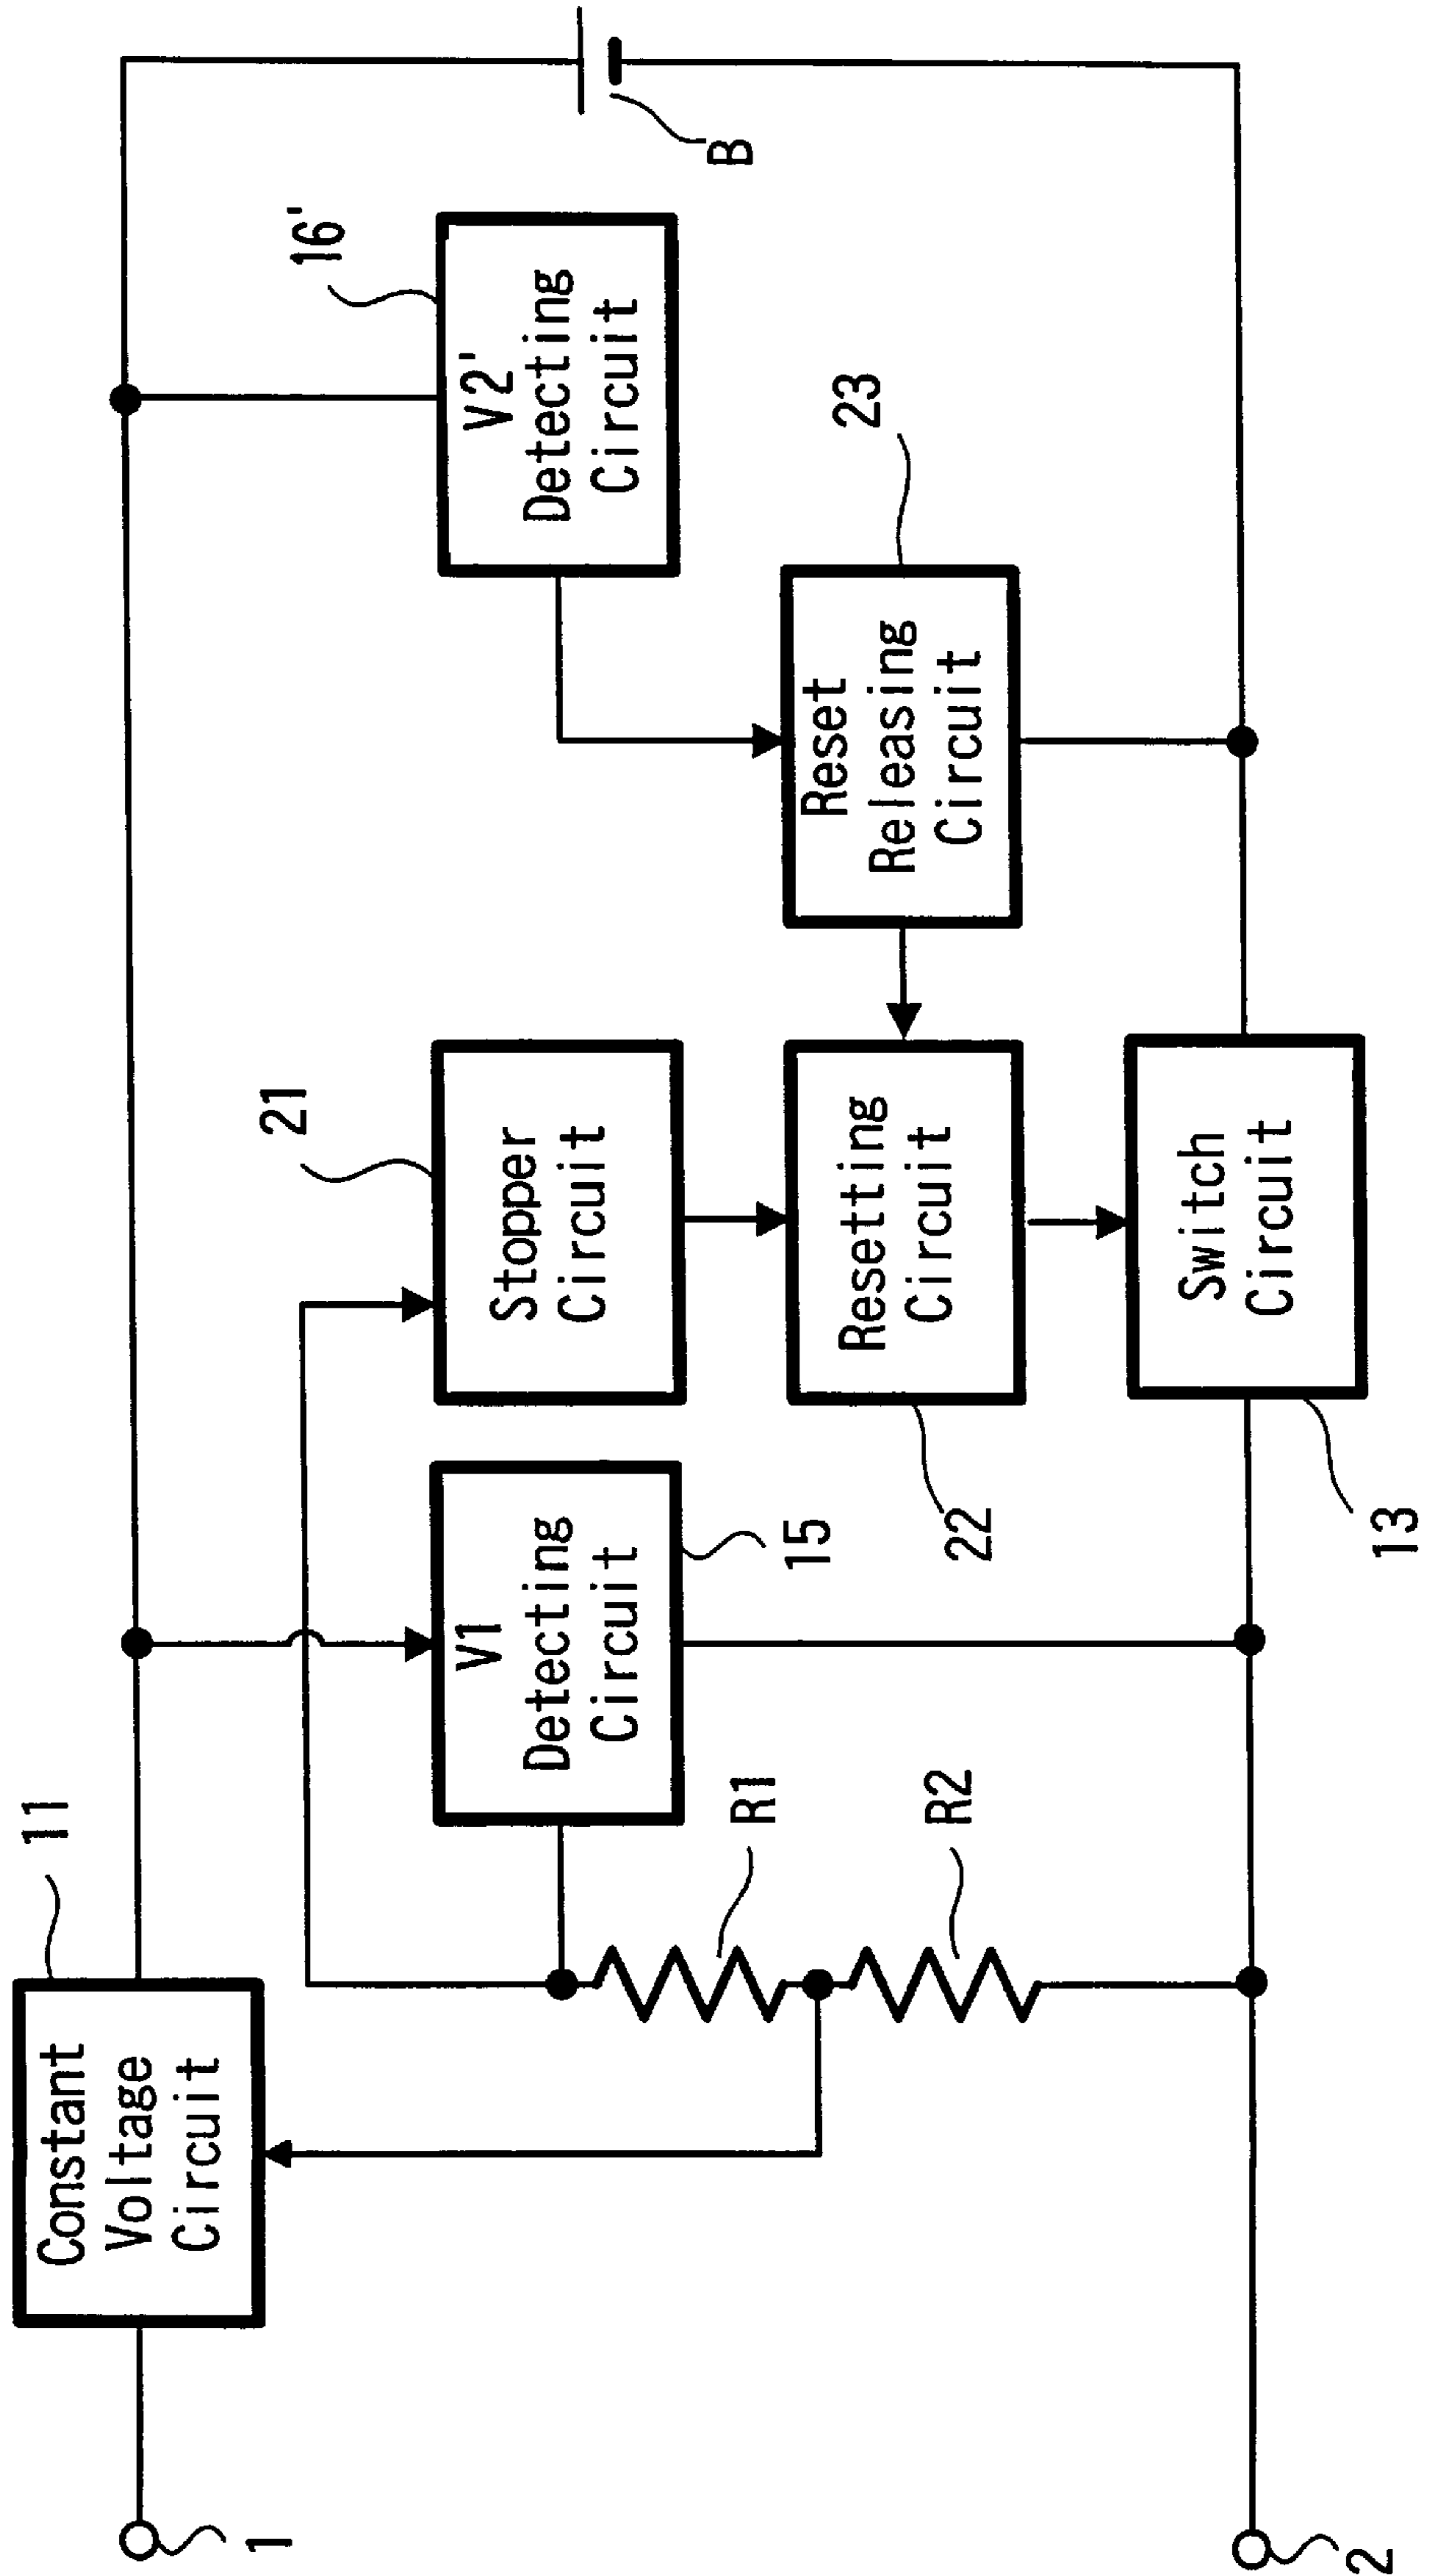 11
Constant
Voltage
Circuit
1
V1
Detecting
Circuit
15
R1
R2
21
Stopper
Circuit
Resetting
Circuit
22
Switch
Circuit
13
16'
V2'
Detecting
Circuit
23
Reset
Releasing
Circuit
B
2